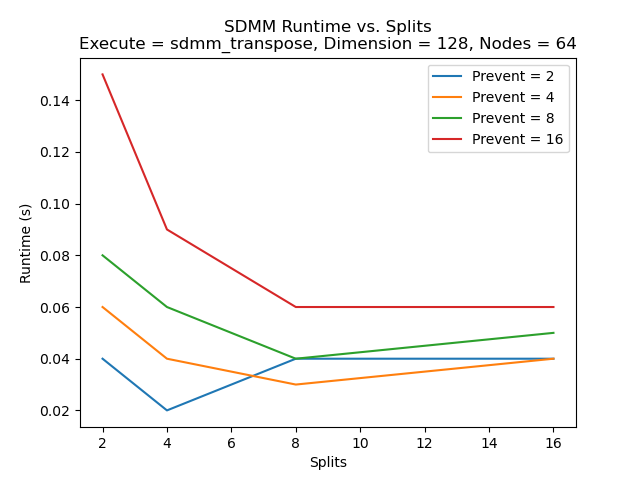 SDMM Runtime vs. Splits
Execute = sdmm_transpose, Dimension = 128, Nodes = 64
Prevent = 2
Prevent = 4
Prevent = 8
Prevent = 16
0.14
0.12
0.10
0.08
0.06
0.04
0.02
Runtime (s)
2 4 6 8 10 12 14 16
Splits